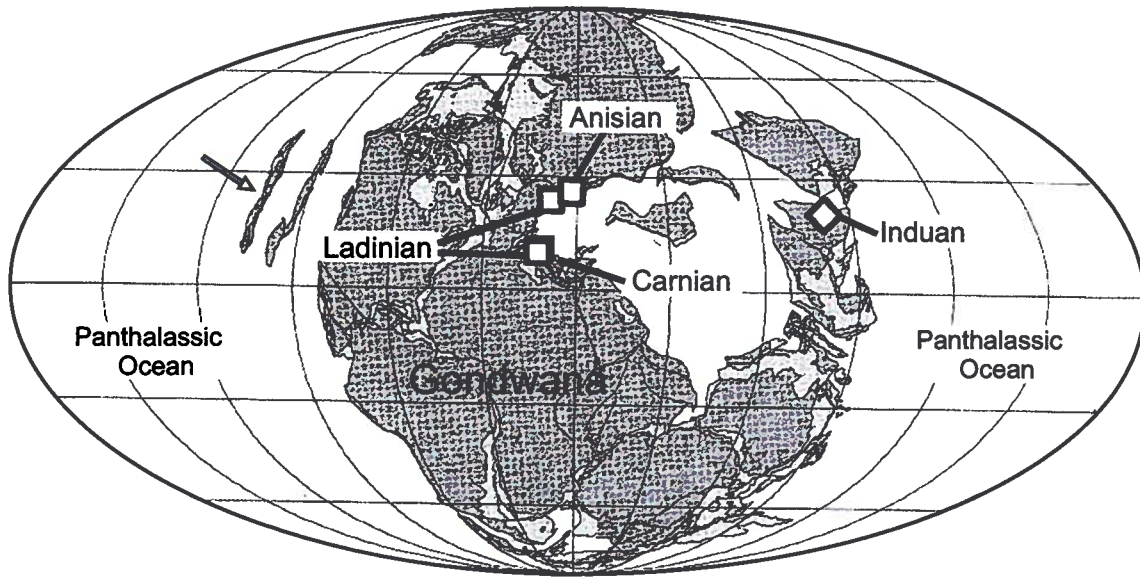 Anisian
Induan
Ladinian
Carnian
Panthalassic
Ocean
Panthalassic
Ocean
Gondwana